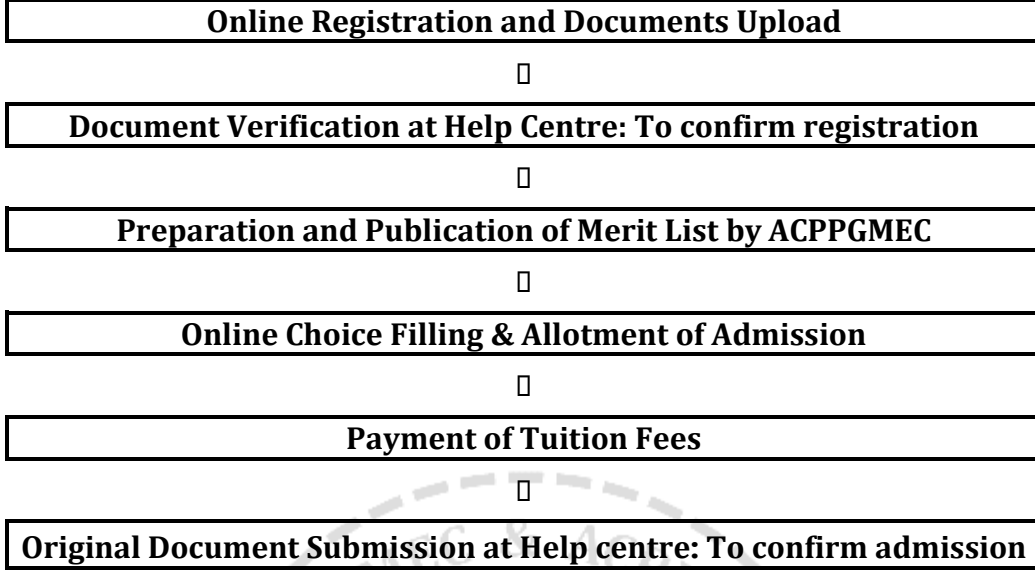 Online Registration and Documents Upload
Document Verification at Help Centre: To confirm registration
Preparation and Publication of Merit List by ACPPGMEC
Online Choice Filling & Allotment of Admission
Payment of Tuition Fees
Original Document Submission at Help centre: To confirm admission